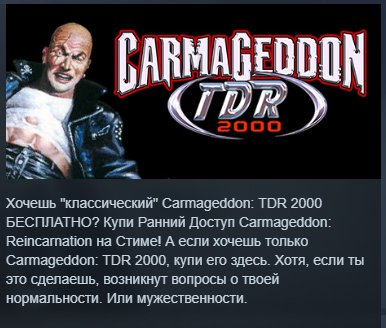 CARMAGEDDON
TDR
2000
Хочешь "классический" Carmageddon: TDR 2000
БЕСПЛАТНО? Купи Ранний Доступ Carmageddon:
Reincarnation на Стиме! А если хочешь только
Carmageddon: TDR 2000, купи его здесь. Хотя, если ты
это сделаешь, возникнут вопросы о твоей
нормальности. Или мужественности.